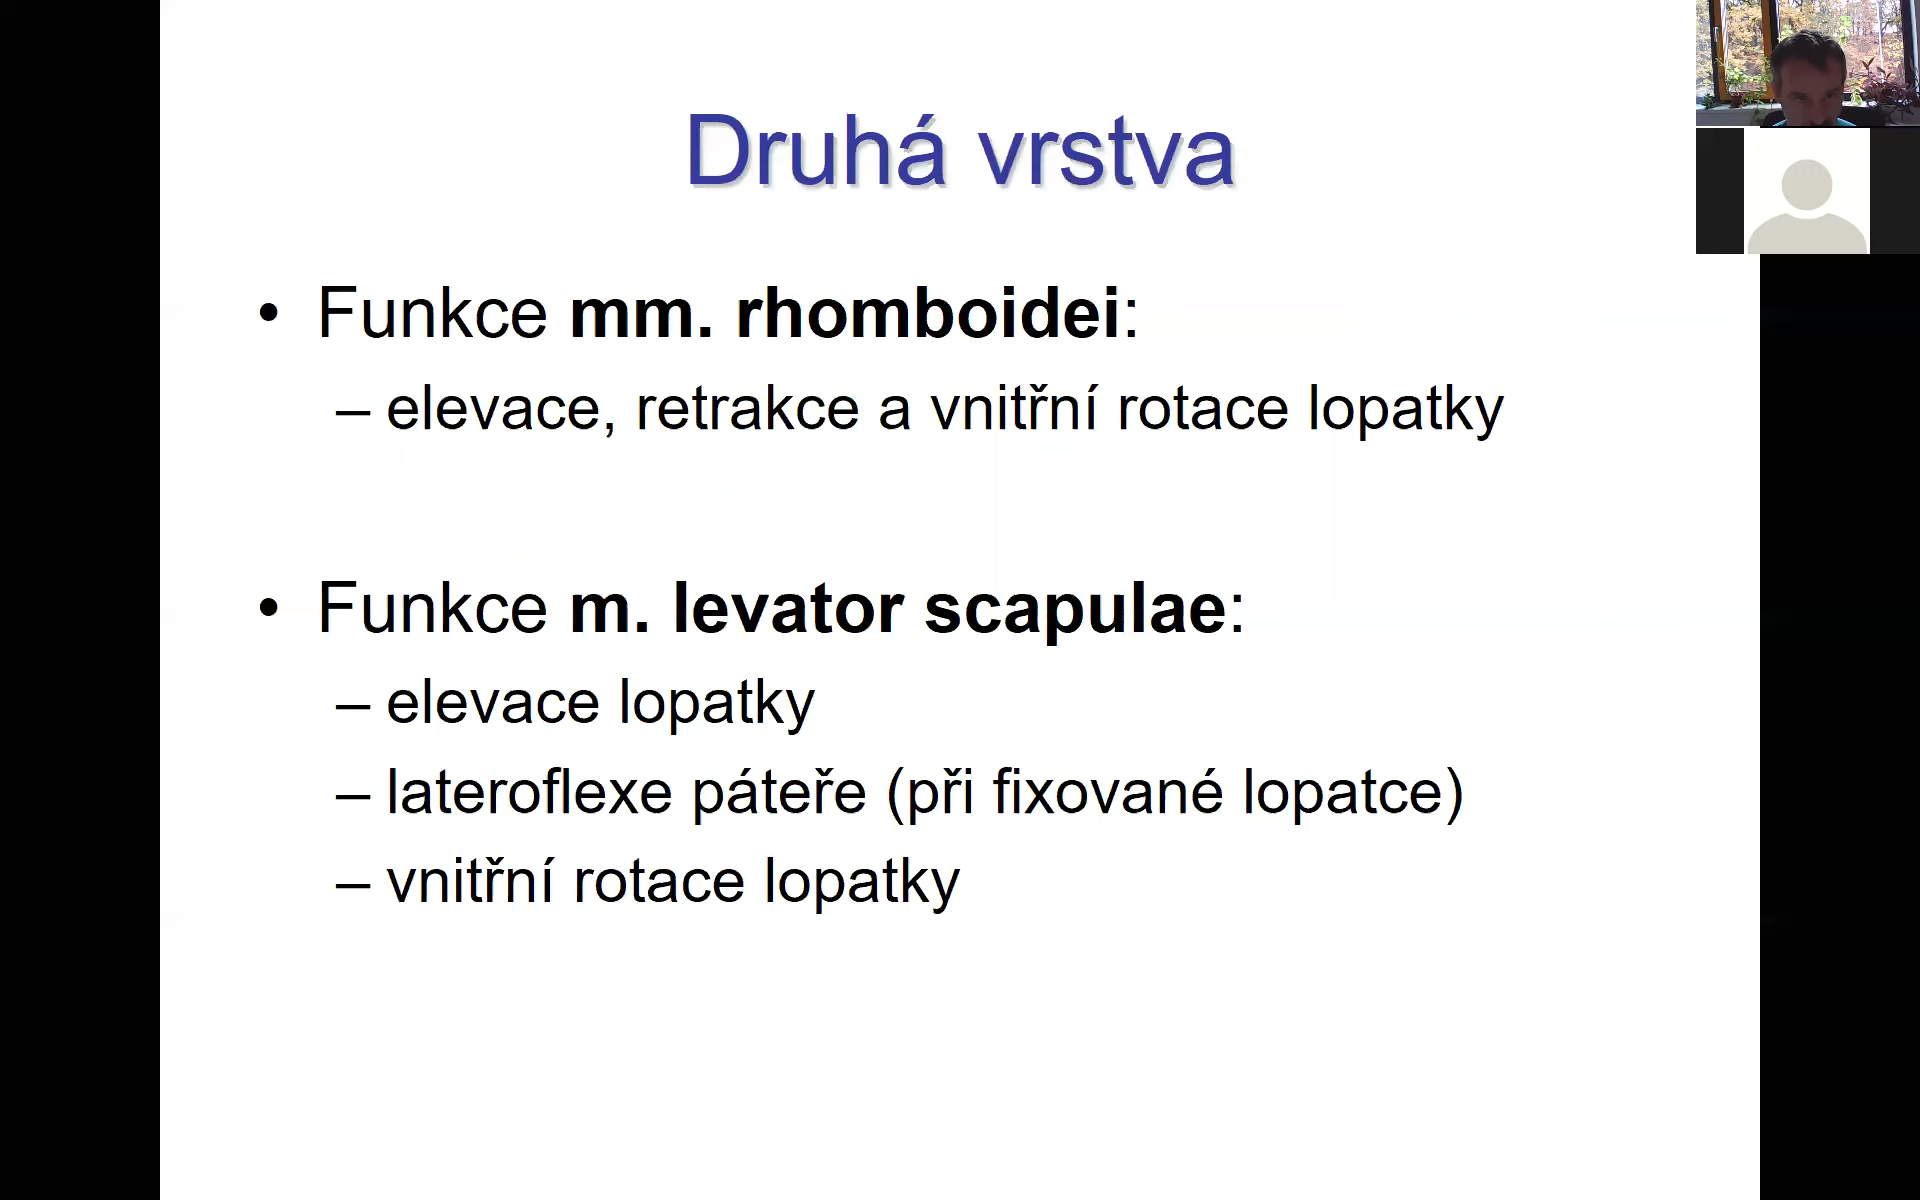 Druhá vrstva
• Funkce mm. rhomboidei:
– elevace, retrakce a vnitřní rotace lopatky
• Funkce m. levator scapulae:
– elevace lopatky
– lateroflexe páteře (při fixované lopatce)
– vnitřní rotace lopatky